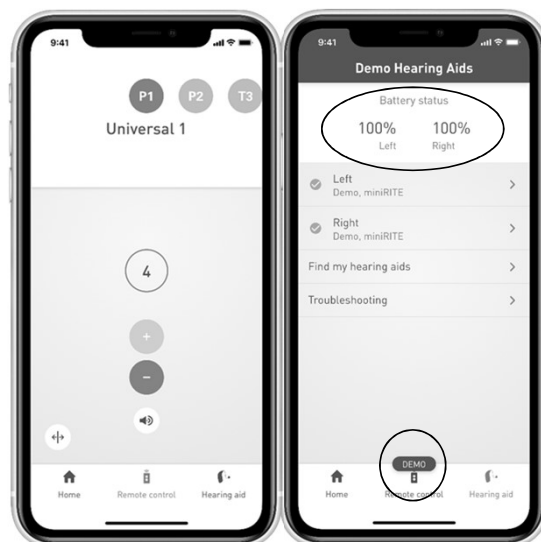 9:41
P1 P2 T3
Universal 1
4
+
−
Home Remote control Hearing aid
9:41
Demo Hearing Aids
Battery status
100% 100%
Left Right
Left
Demo, miniRITE
Right
Demo, miniRITE
Find my hearing aids
Troubleshooting
DEMO
Home Remote control Hearing aid